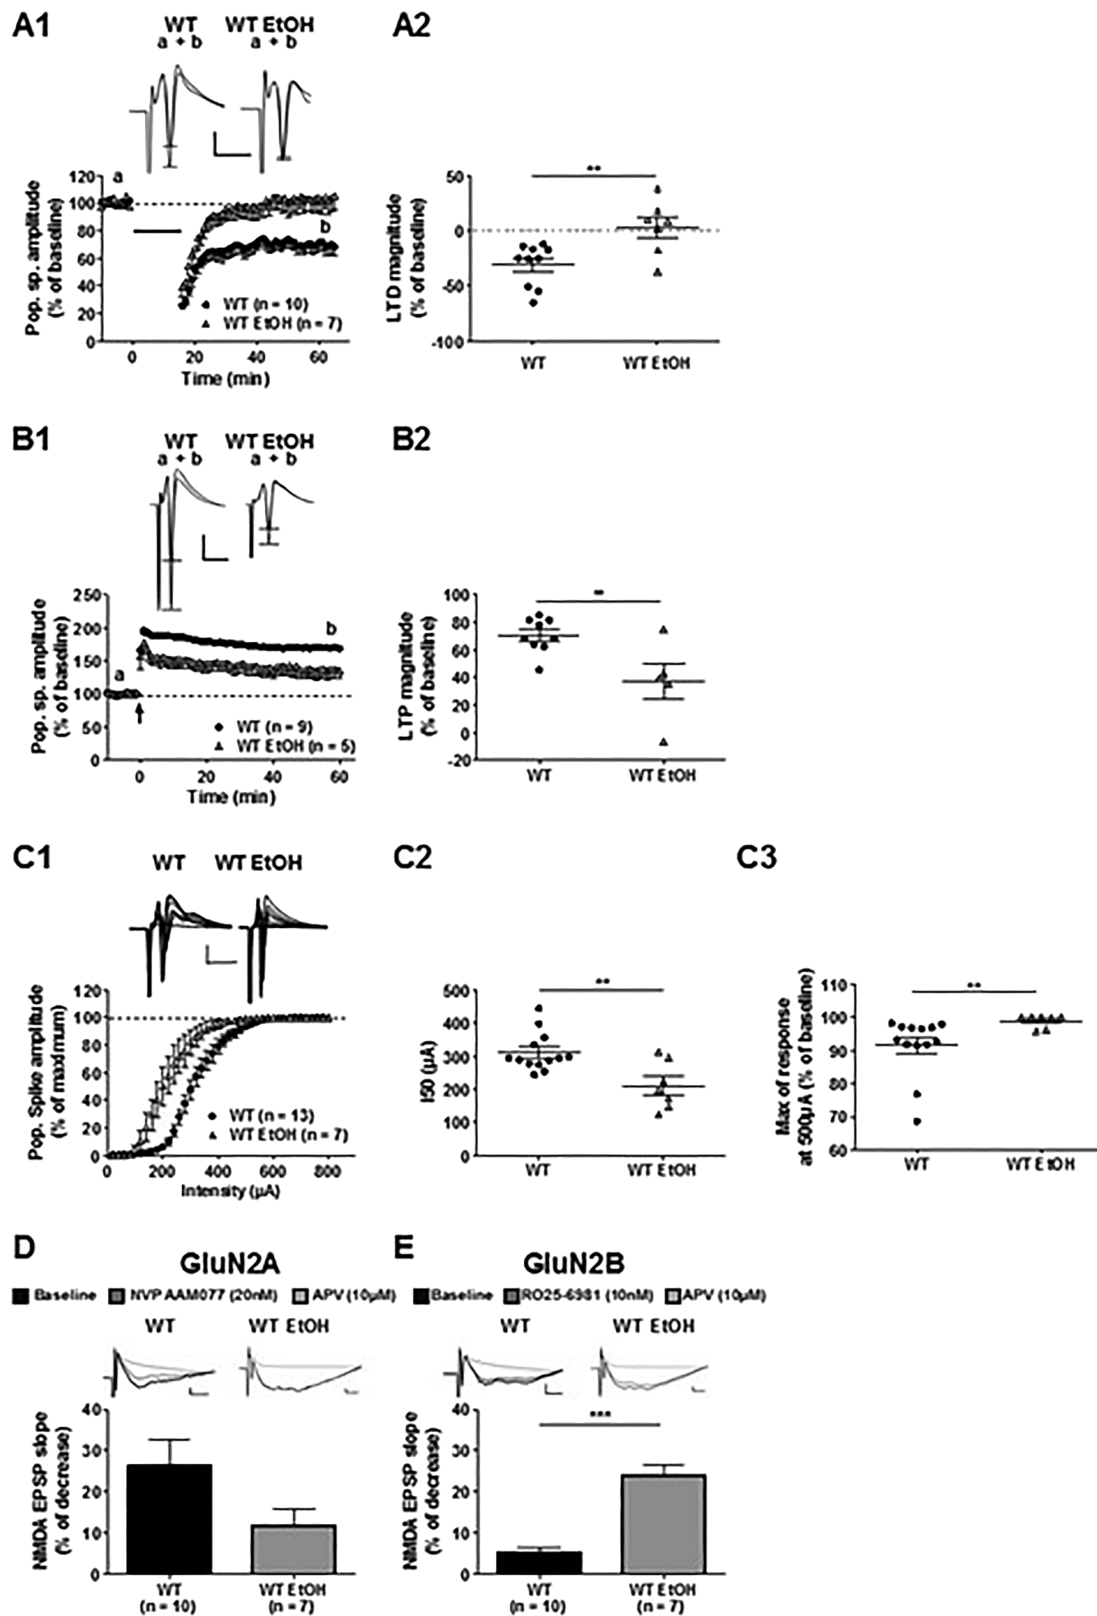 A1
WT
WT EtOH
a + b
a + b
120
100
80
60
40
20
0
Pop. sp. amplitude
(% of baseline)
a
b
WT (n = 10)
WT EtOH (n = 7)
0
20
40
60
Time (min)
A2
50
0
-50
-100
LTD magnitude
(% of baseline)
**
WT
WT EtOH
B1
WT
WT EtOH
a + b
a + b
250
200
150
100
50
0
Pop. sp. amplitude
(% of baseline)
a
b
WT (n = 9)
WT EtOH (n = 5)
0
20
40
60
Time (min)
B2
100
80
60
40
20
0
-20
LTP magnitude
(% of baseline)
**
WT
WT EtOH
C1
WT
WT EtOH
120
100
80
60
40
20
0
Pop. Spike amplitude
(% of maximum)
WT (n = 13)
WT EtOH (n = 7)
0
200
400
600
800
Intensity (µA)
C2
500
400
300
200
100
0
I50 (µA)
**
WT
WT EtOH
C3
110
100
90
80
70
60
Max of response
at 500µA (% of baseline)
**
WT
WT EtOH
D
GluN2A
Baseline
NVP AAM077 (20nM)
APV (10µM)
WT
WT EtOH
40
30
20
10
0
NMDA EPSP slope
(% of decrease)
WT
(n = 10)
WT EtOH
(n = 7)
E
GluN2B
Baseline
RO25-6981 (10nM)
APV (10µM)
WT
WT EtOH
40
30
20
10
0
NMDA EPSP slope
(% of decrease)
***
WT
(n = 10)
WT EtOH
(n = 7)